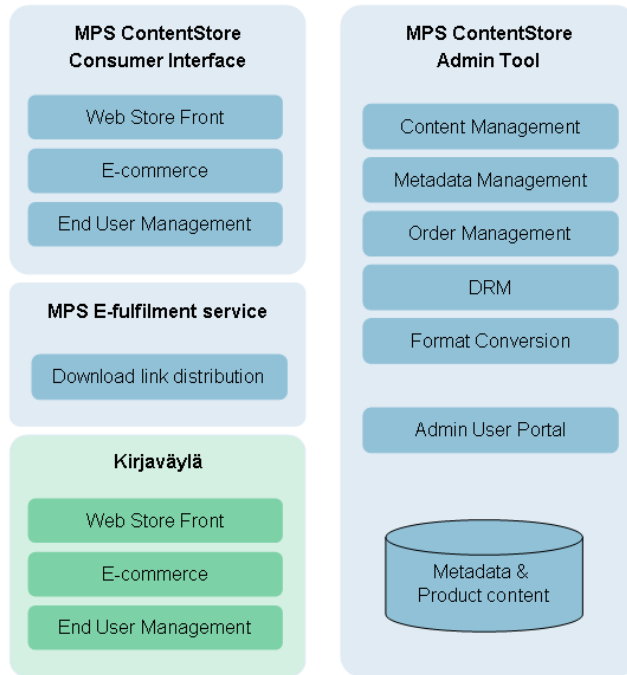 MPS ContentStore
Consumer Interface
Web Store Front
E-commerce
End User Management
MPS E-fulfilment service
Download link distribution
Kirjaväylä
Web Store Front
E-commerce
End User Management
MPS ContentStore
Admin Tool
Content Management
Metadata Management
Order Management
DRM
Format Conversion
Admin User Portal
Metadata &
Product content